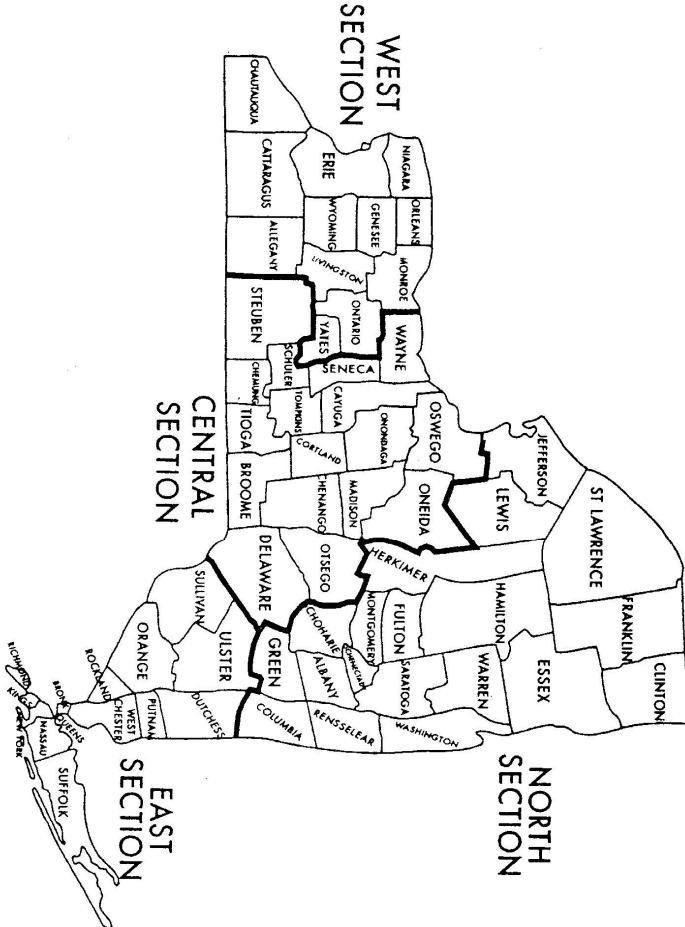 WEST
SECTION
CHAUTAUQUA
CATTARAGUS
ALLEGANY
ERIE
NIAGARA
WYOMING
GENESEE
ORLEANS
LIVINGSTON
MONROE
ONTARIO
YATES
STEUBEN
WAYNE
SENECA
SCHULER
CHEMUNG
TOMPKINS
CAYUGA
TIOGA
CORTLAND
ONONDAGA
OSWEGO
BROOME
CHENANGO
MADISON
ONEIDA
DELAWARE
OTSEGO
CENTRAL
SECTION
JEFFERSON
LEWIS
ST LAWRENCE
HERKIMER
HAMILTON
FRANKLIN
CLINTON
ESSEX
WARREN
FULTON
MONTGOMERY
SARATOGA
WASHINGTON
CHOHARIE
ALBANY
RENSSELEAR
GREEN
COLUMBIA
NORTH
SECTION
SULLIVAN
ULSTER
ORANGE
DUTCHESS
PUTNAM
WEST
CHESTER
ROCKLAND
BRONX
RICHMOND
KINGS
QUEENS
NEW YORK
NASSAU
SUFFOLK
EAST
SECTION